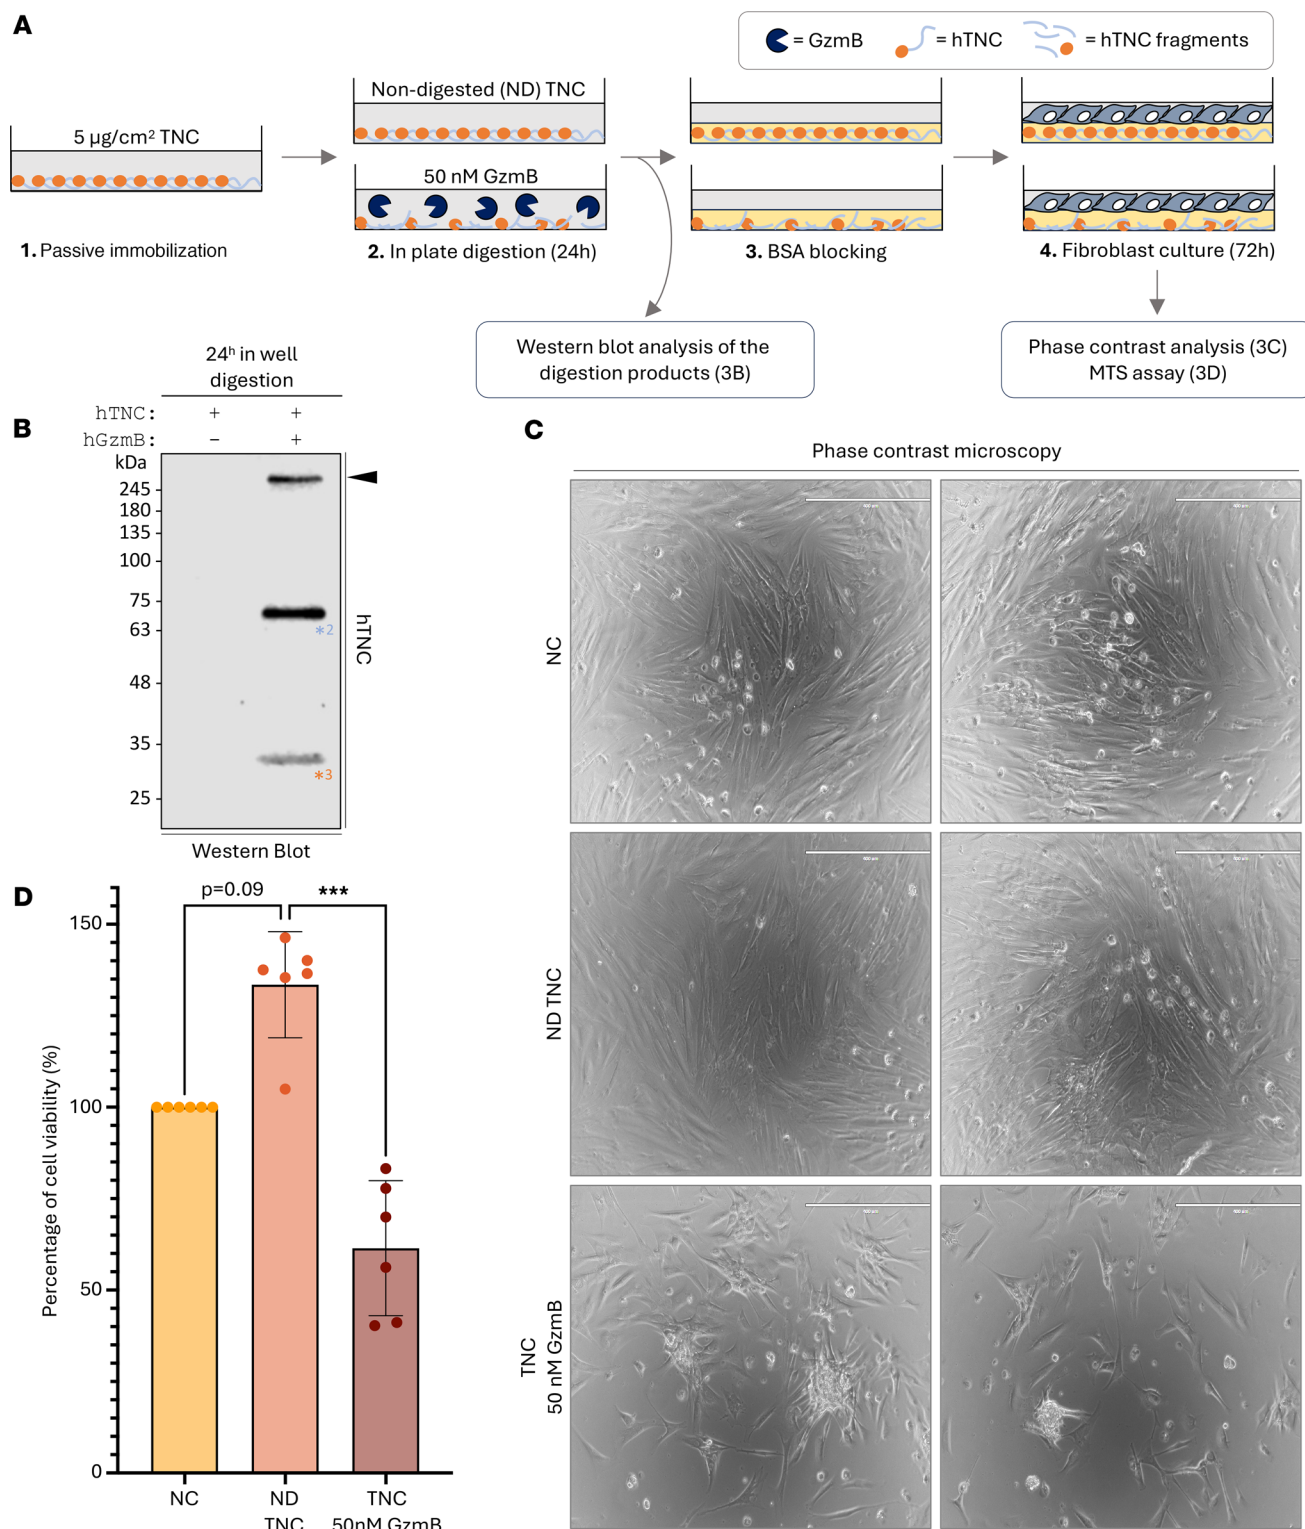 A
= GzmB
= hTNC
= hTNC fragments
5 µg/cm² TNC
Non-digested (ND) TNC
50 nM GzmB
1. Passive immobilization
2. In plate digestion (24h)
3. BSA blocking
4. Fibroblast culture (72h)
Western blot analysis of the
digestion products (3B)
Phase contrast analysis (3C)
MTS assay (3D)
24ʰ in well
digestion
B
hTNC: + +
hGzmB: - +
kDa
245
180
135
100
75
63
48
35
25
*2
*3
hTNC
Western Blot
C
Phase contrast microscopy
NC
ND TNC
TNC
50 nM GzmB
D
p=0.09
***
Percentage of cell viability (%)
150
100
50
0
NC
ND
TNC
TNC
50nM GzmB